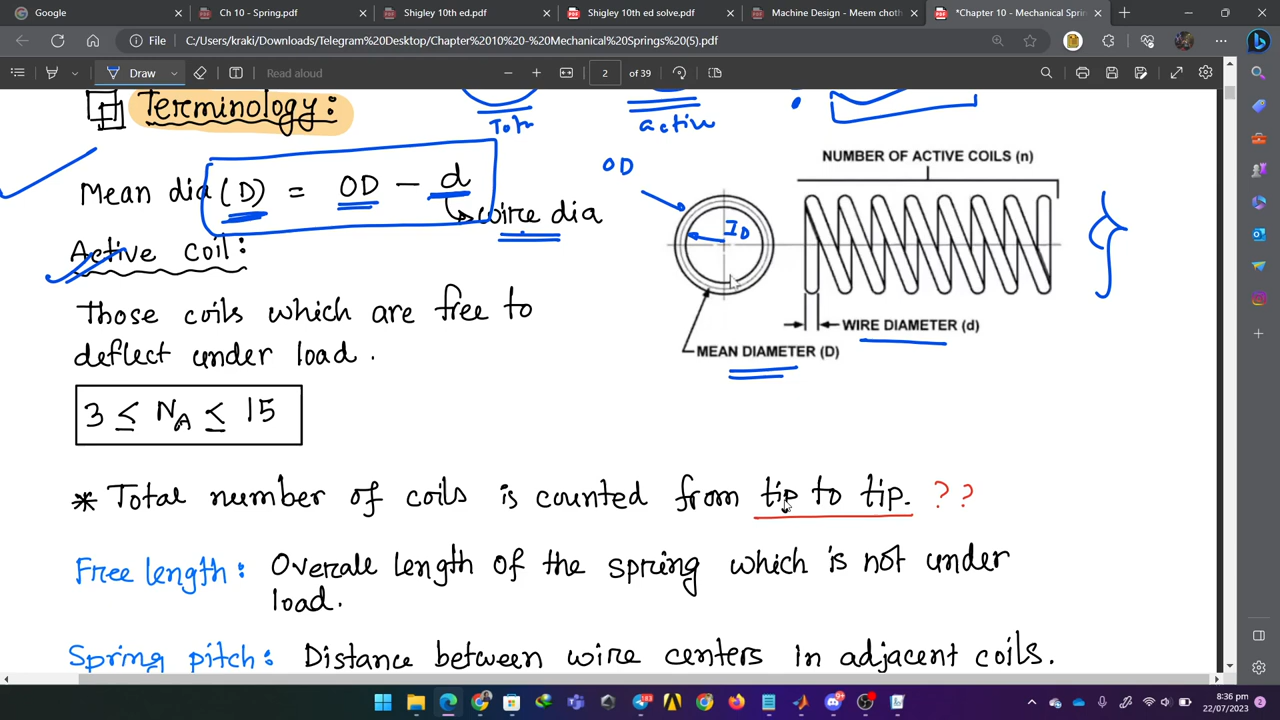 Google
Ch 10 - Spring.pdf
Shigley 10th ed.pdf
Shigley 10th ed solve.pdf
Machine Design - Meem choth
*Chapter 10 - Mechanical Sprin
File
C:/Users/kraki/Downloads/Telegram%20Desktop/Chapter%2010%20-%20Mechanical%20Springs%20(5).pdf
Draw
Read aloud
2
of 39
Terminology:
Active
Mean dia (D) = OD - d
wire dia
Active coil:
Those coils which are free to
deflect under load.
3 ≤ NA ≤ 15
OD
ID
NUMBER OF ACTIVE COILS (n)
WIRE DIAMETER (d)
MEAN DIAMETER (D)
* Total number of coils is counted from tip to tip. ??
Free length: Overale length of the spring which is not under
load.
Spring pitch: Distance between wire centers in adjacent coils.
8:36 pm
22/07/2023